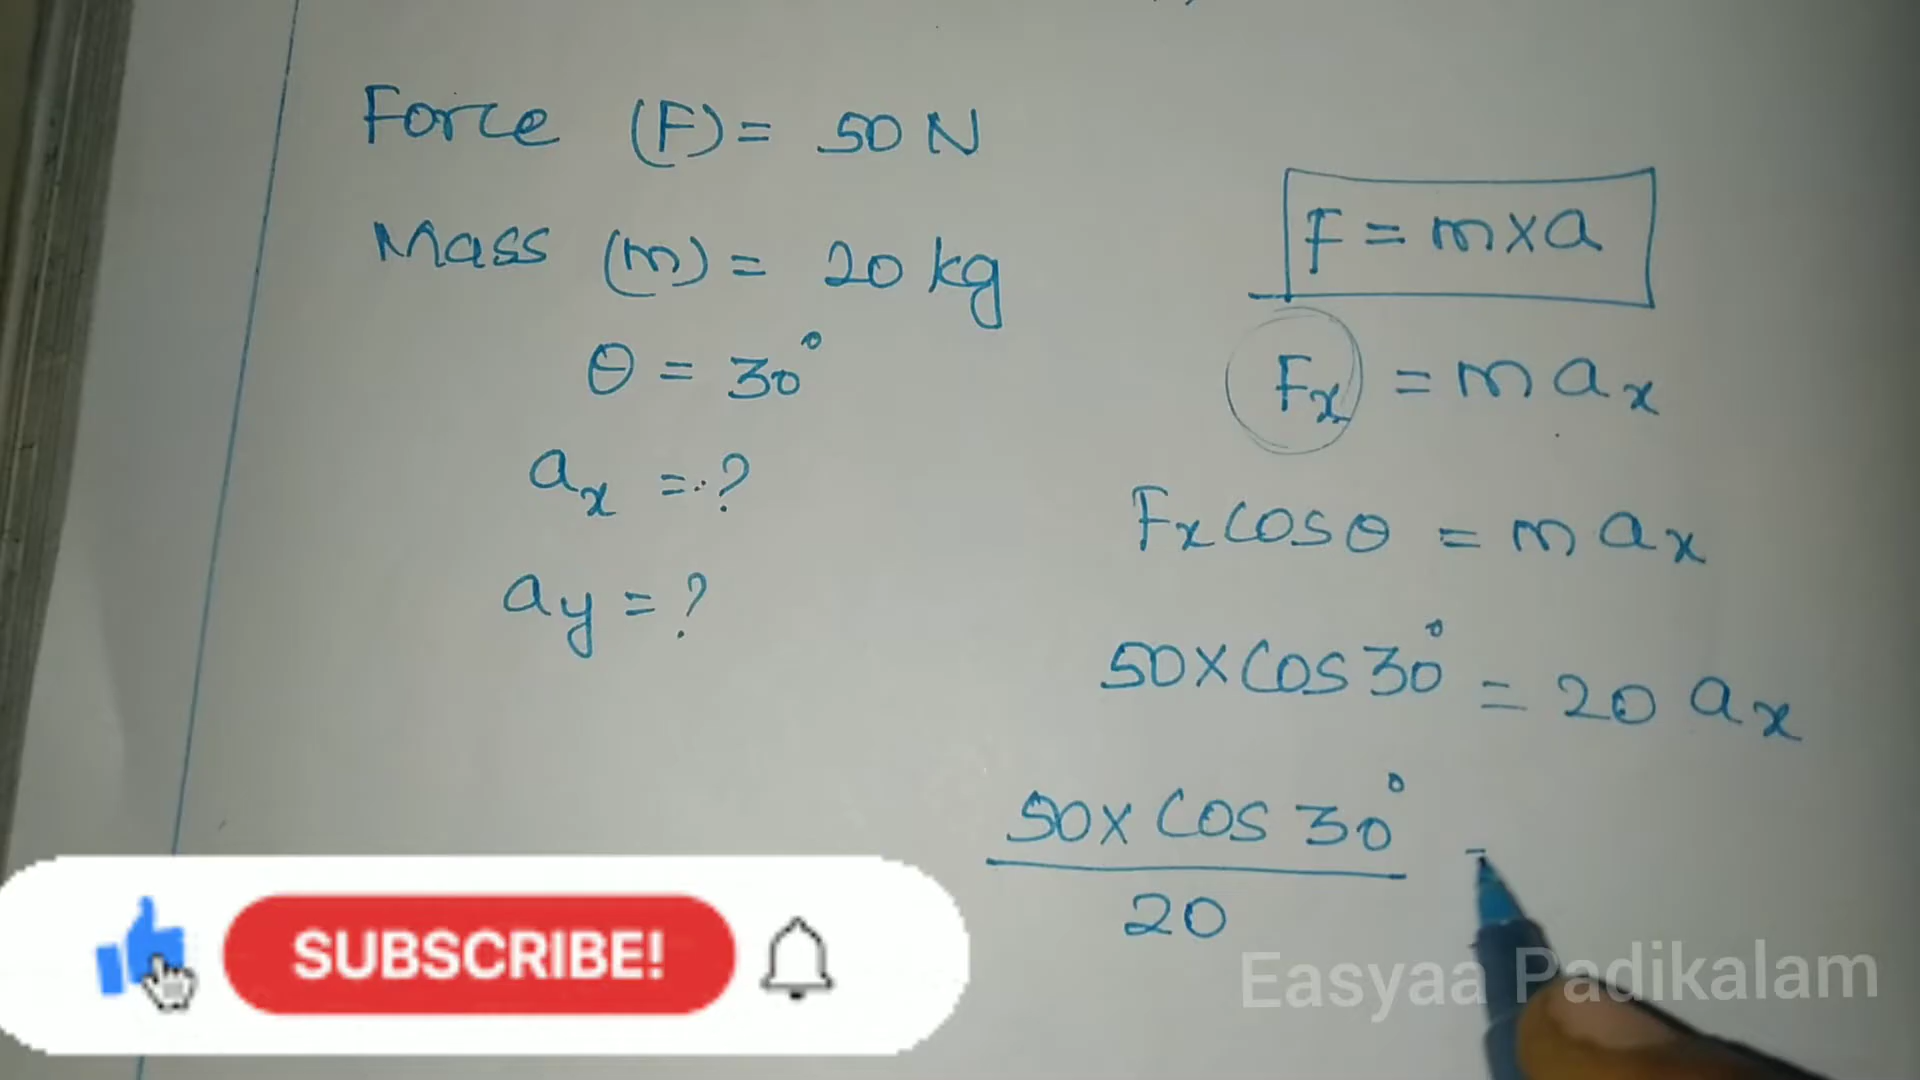 Force (F) = 50 N
Mass (m) = 20 kg
θ = 30°
ax = ?
ay = ?
F = m×a
Fx = m ax
Fx cosθ = m ax
50× cos 30° = 20 ax
50× cos 30° =
20
SUBSCRIBE!
Easyaa Padikalam